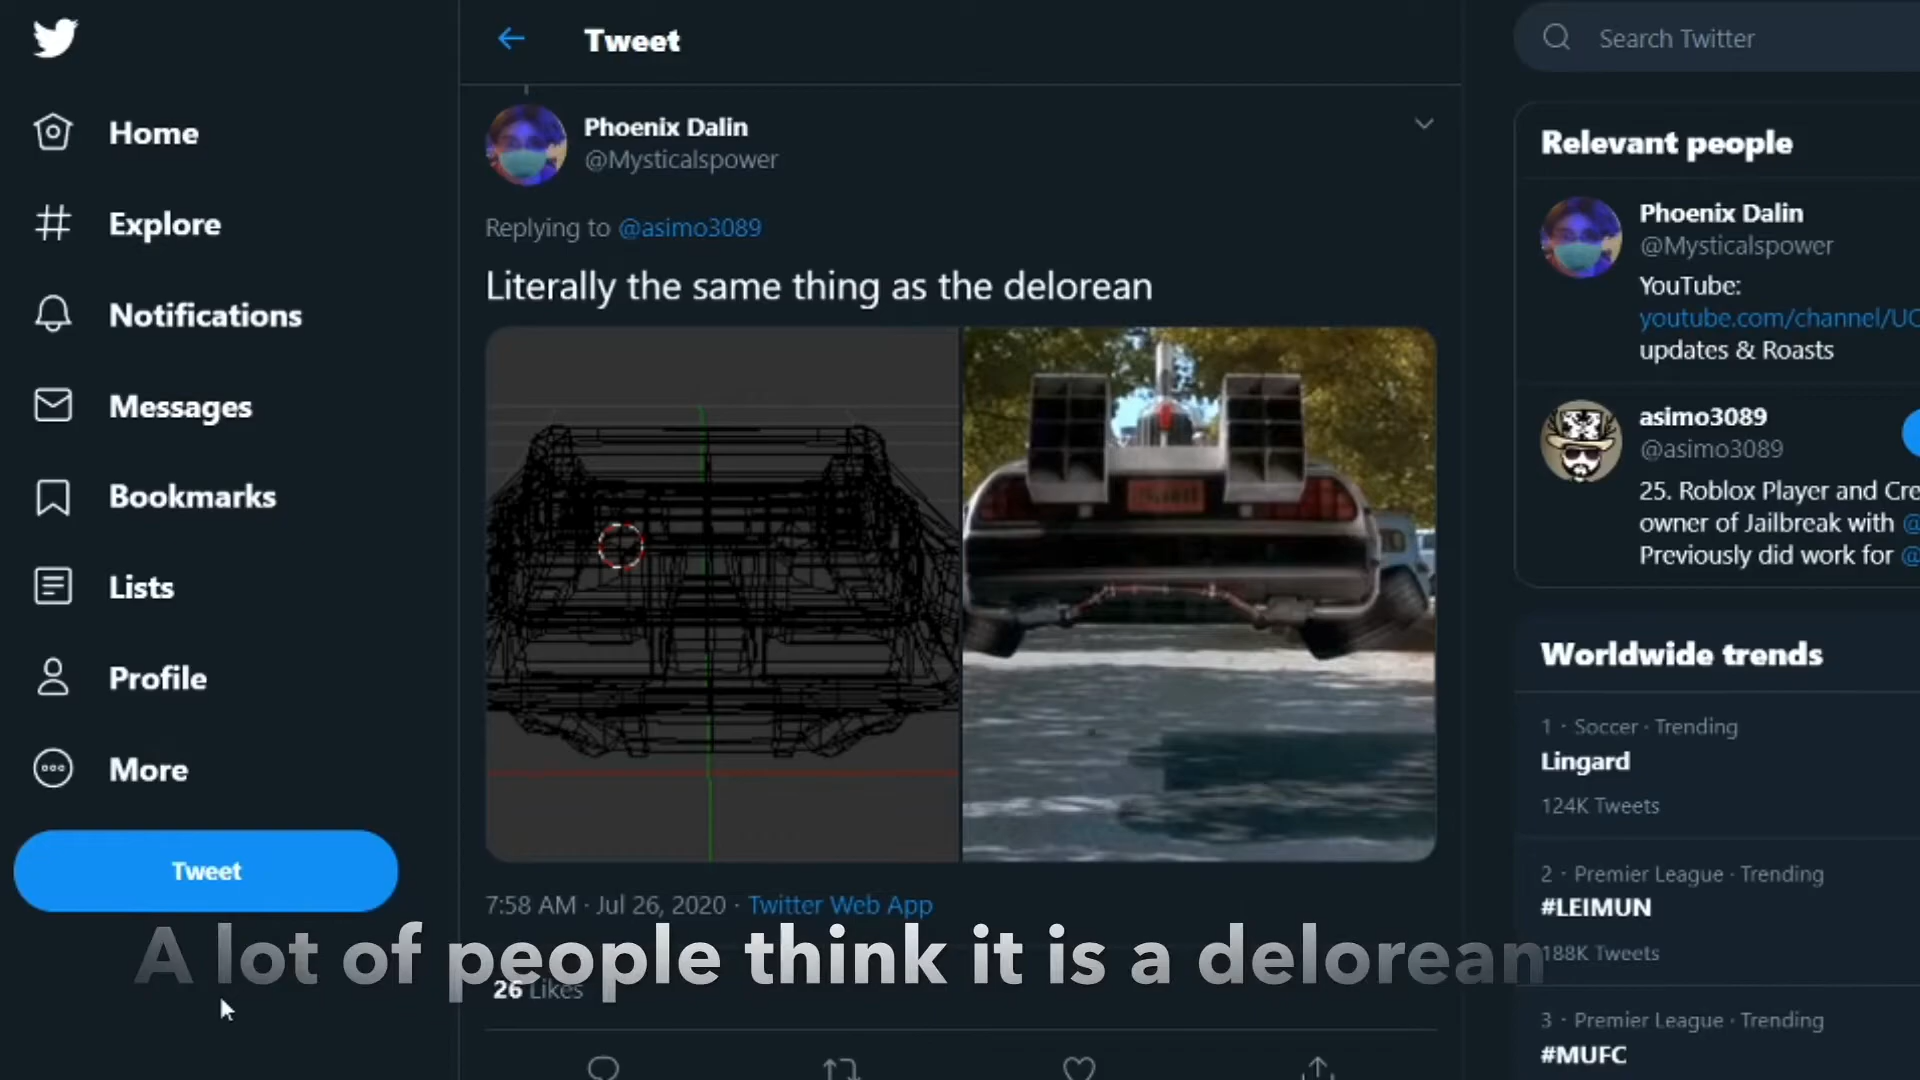 Tweet
Search Twitter
Home
Explore
Notifications
Messages
Bookmarks
Lists
Profile
More
Tweet
Phoenix Dalin
@Mysticalspower
Replying to @asimo3089
Literally the same thing as the delorean
7:58 AM · Jul 26, 2020 · Twitter Web App
A lot of people think it is a delorean
26 Likes
Relevant people
Phoenix Dalin
@Mysticalspower
YouTube:
youtube.com/channel/UC
updates & Roasts
asimo3089
@asimo3089
25. Roblox Player and Cre
owner of Jailbreak with @
Previously did work for @
Worldwide trends
1 · Soccer · Trending
Lingard
124K Tweets
2 · Premier League · Trending
#LEIMUN
188K Tweets
3 · Premier League · Trending
#MUFC